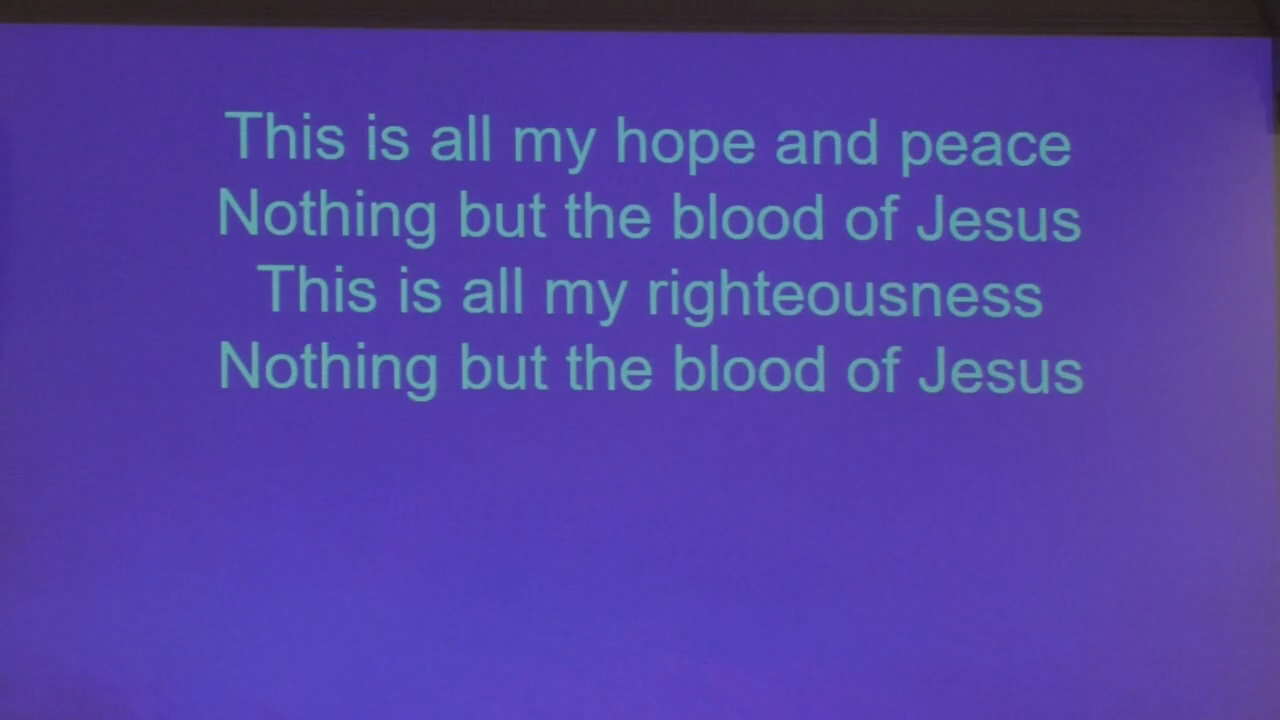 This is all my hope and peace
Nothing but the blood of Jesus
This is all my righteousness
Nothing but the blood of Jesus